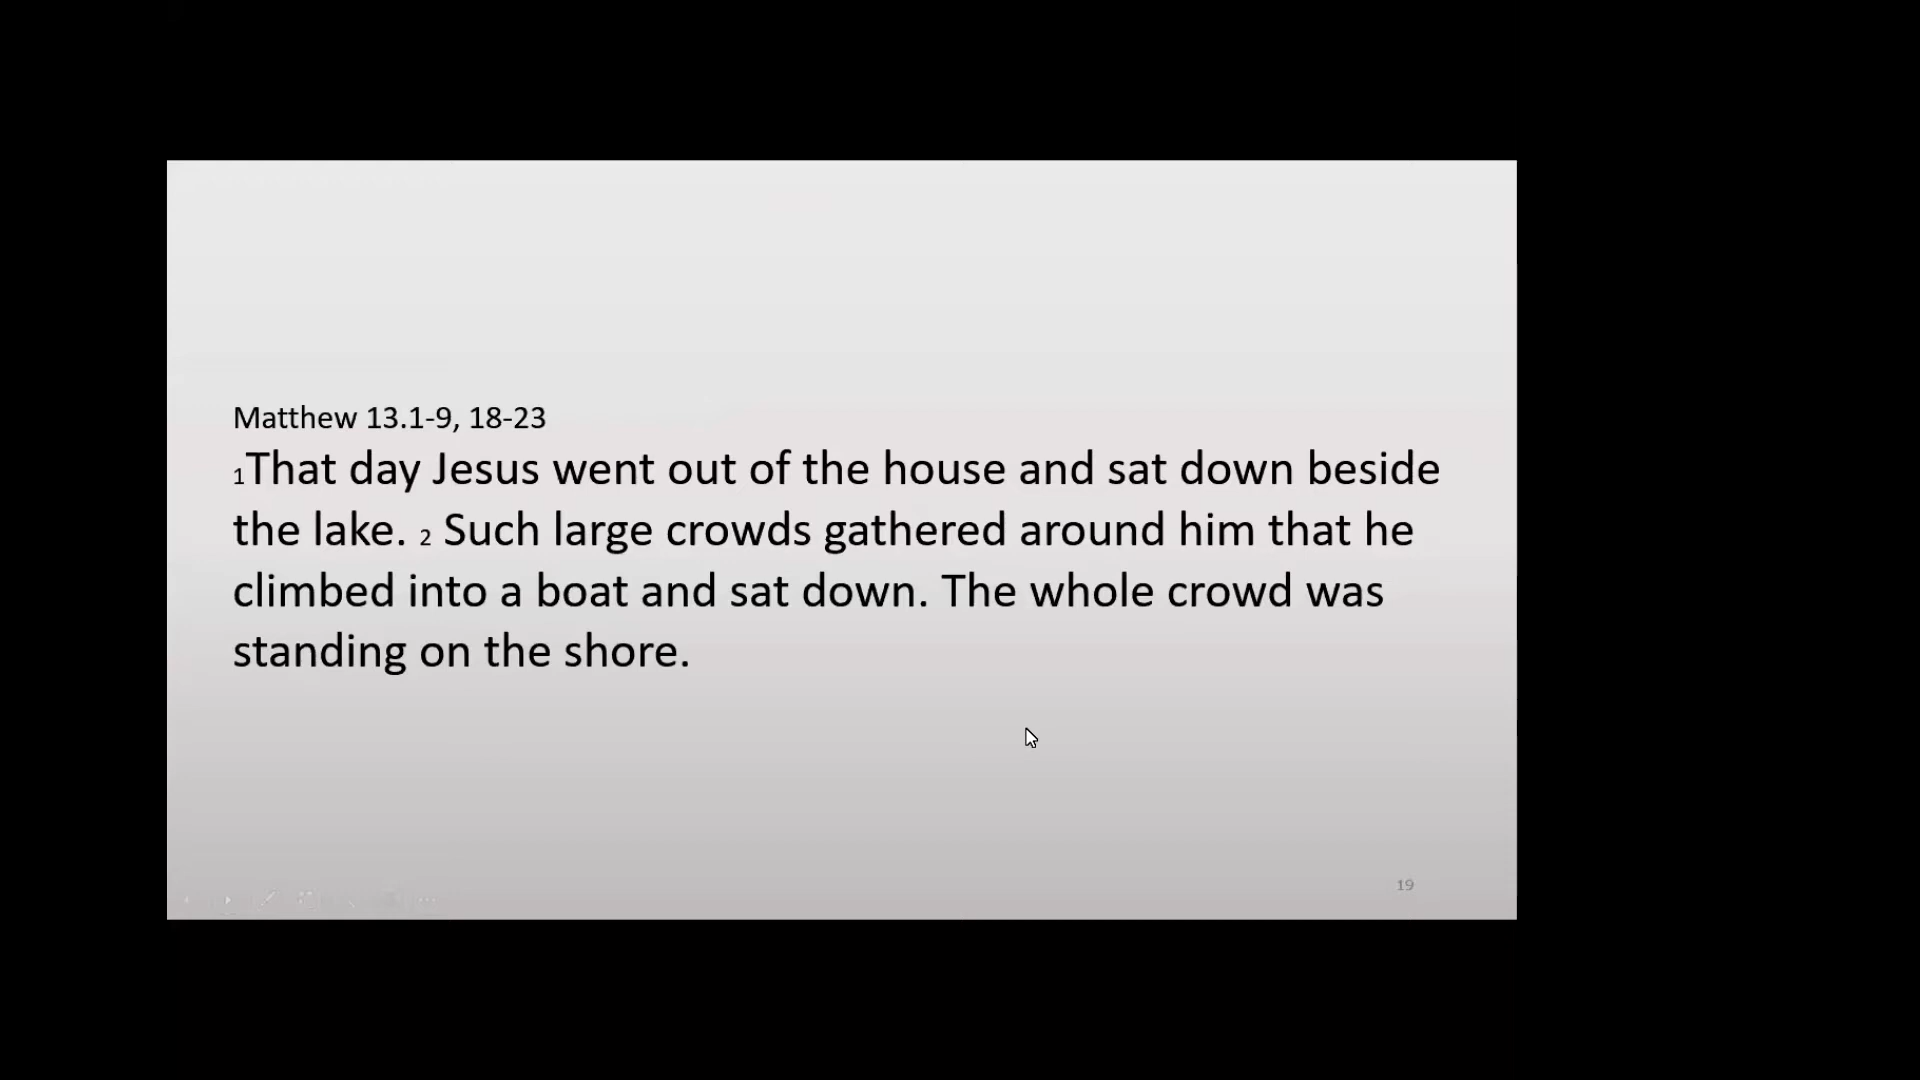 Matthew 13.1-9, 18-23
1That day Jesus went out of the house and sat down beside
the lake. 2 Such large crowds gathered around him that he
climbed into a boat and sat down. The whole crowd was
standing on the shore.
19